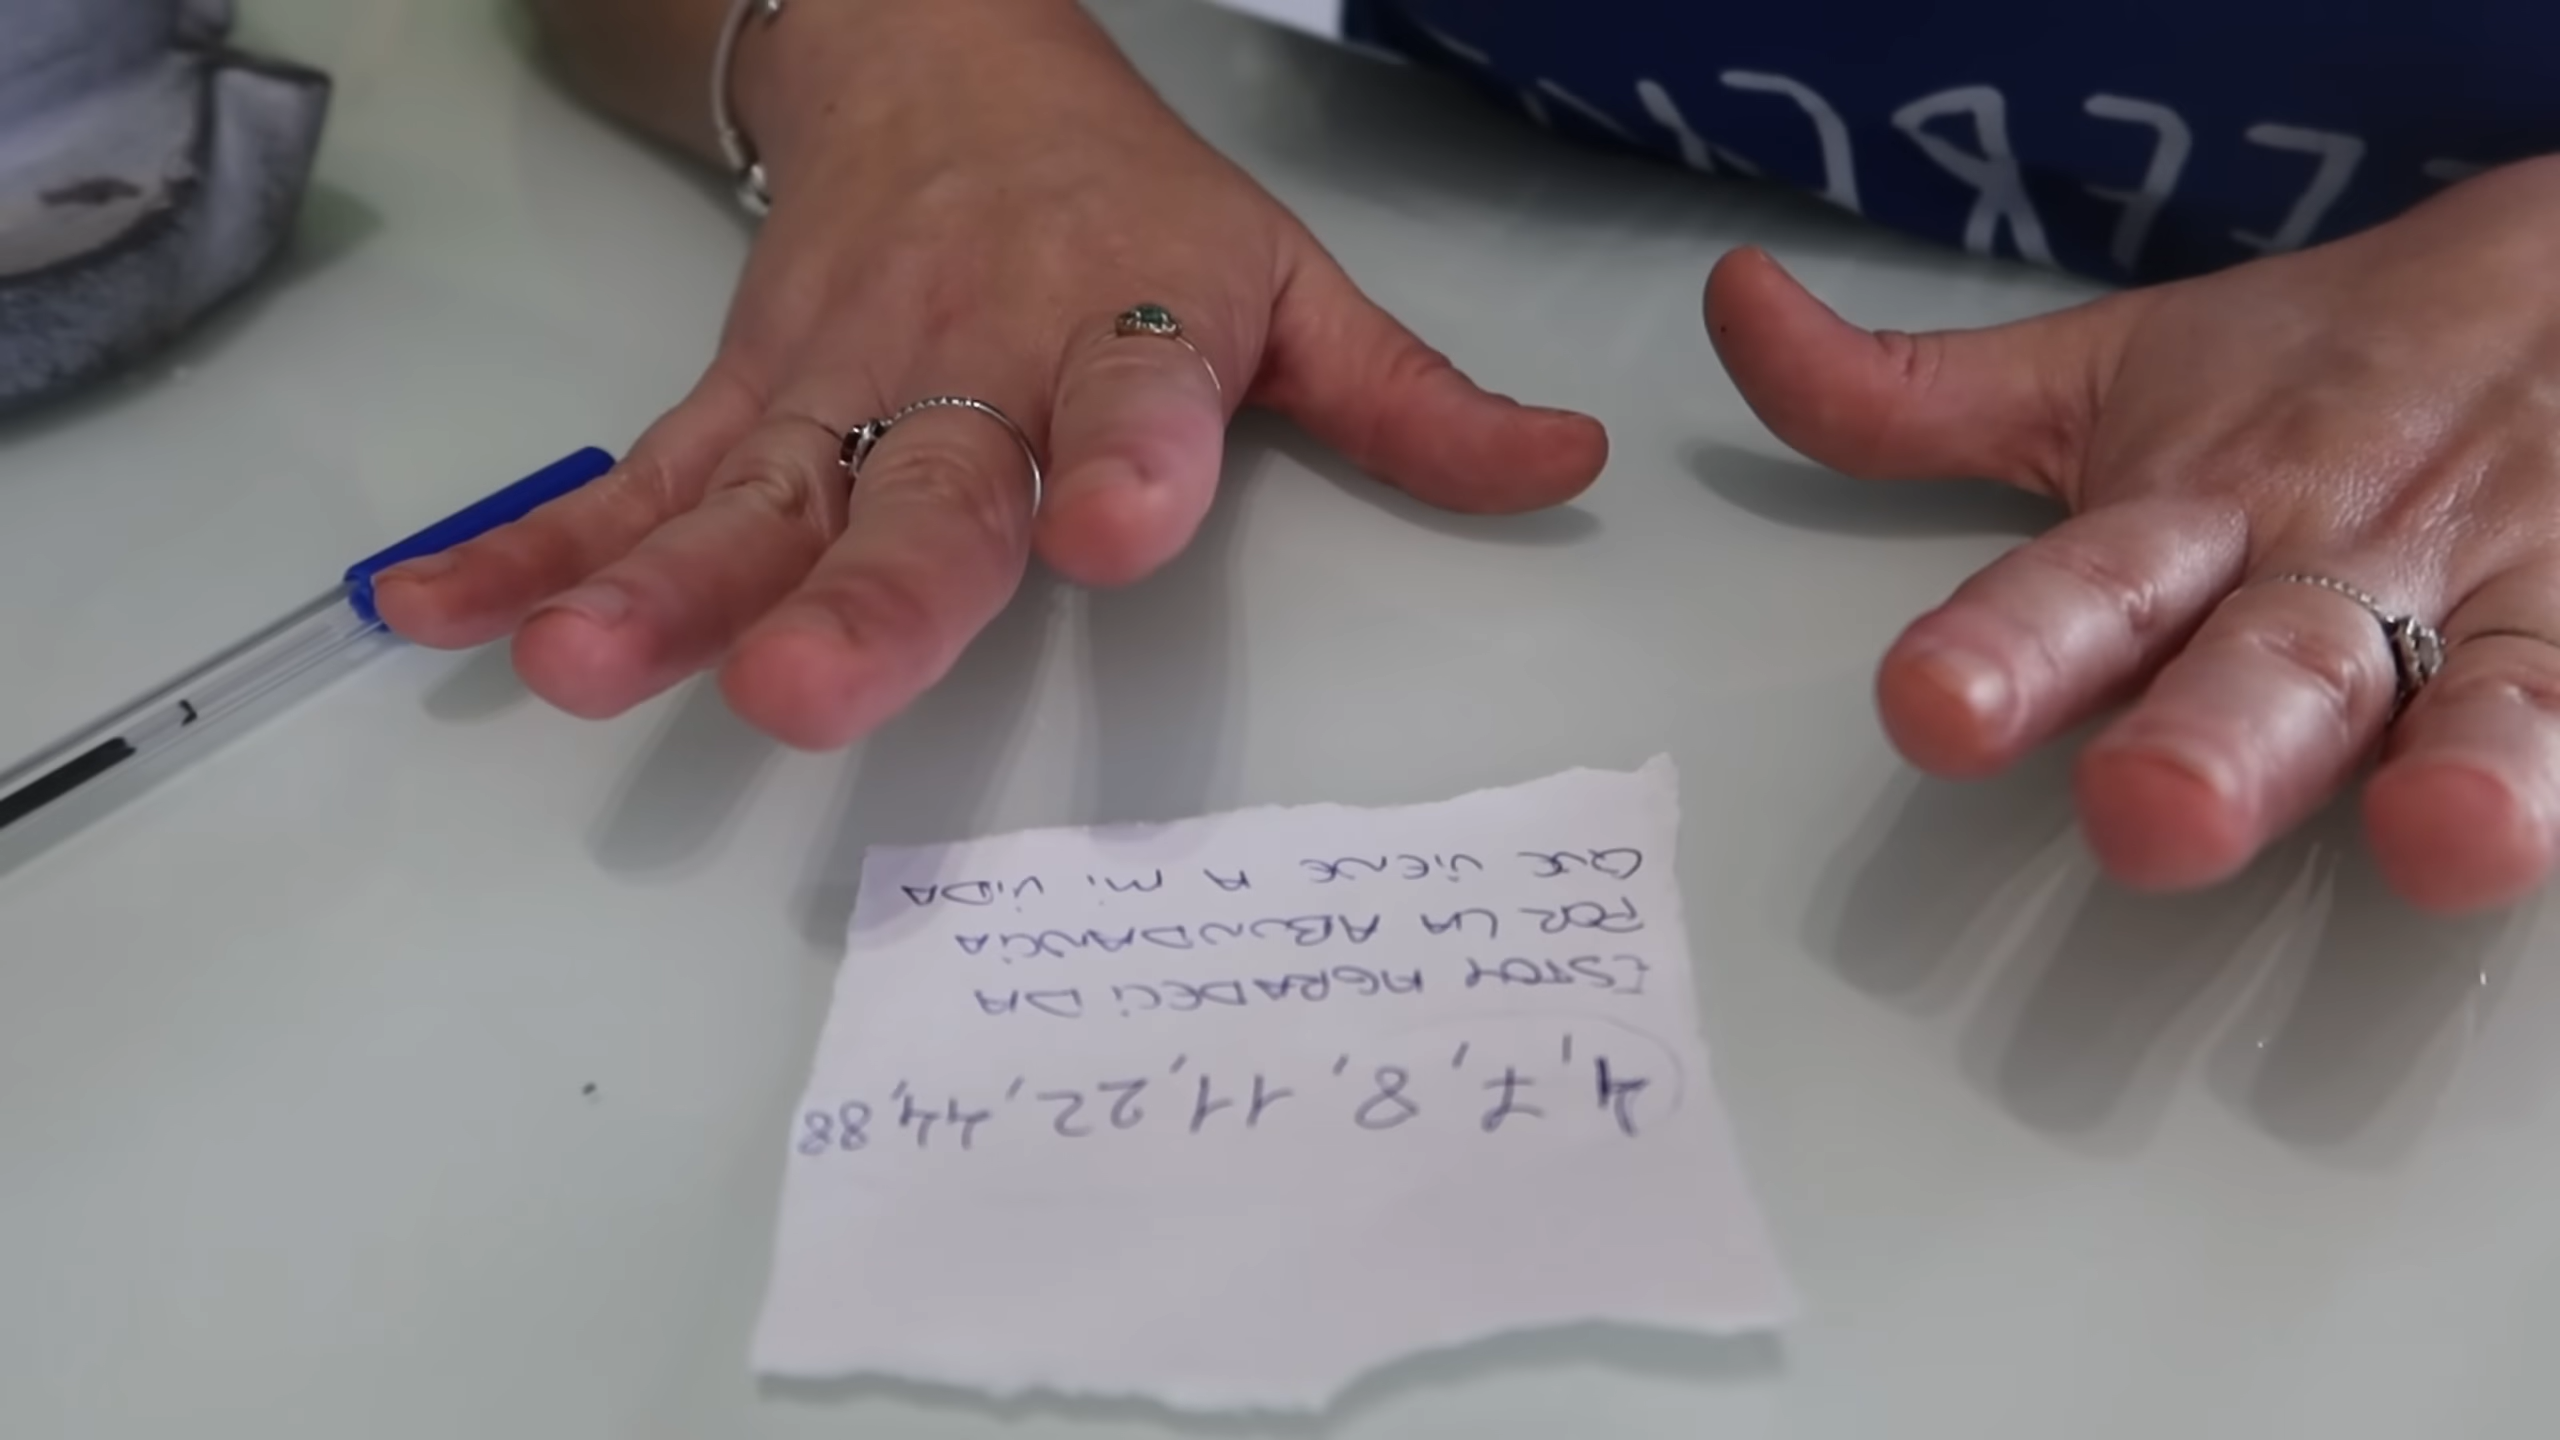 4, 7, 8, 11, 22, 44, 88
ESTOY AGRADECIDA
POR LA ABUNDANCIA
QUE VIENE A MI VIDA